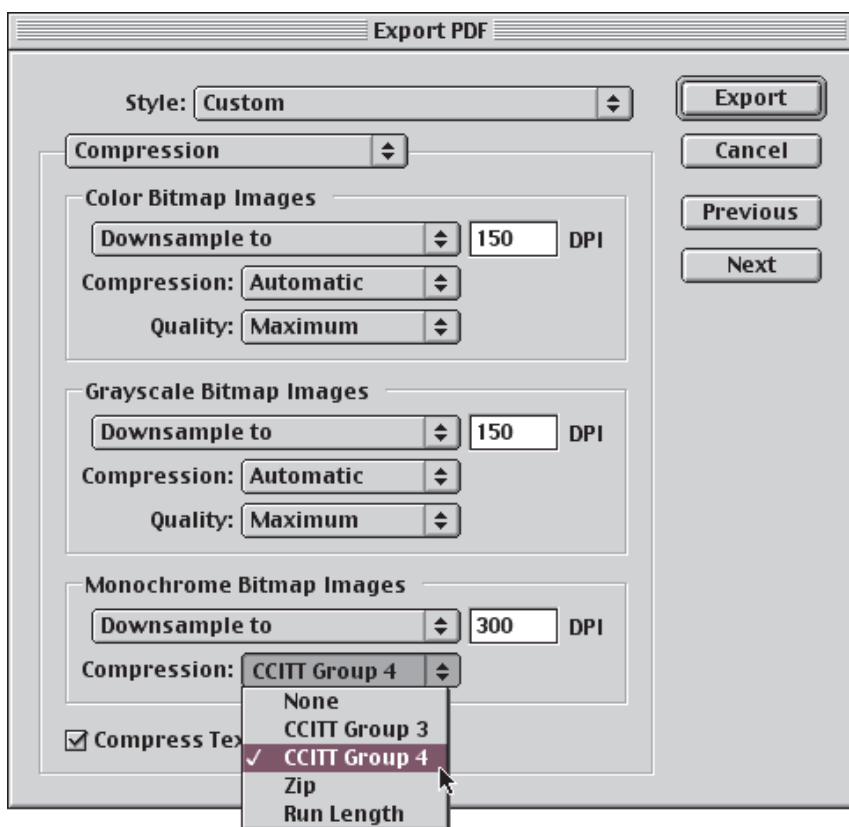 Export PDF
Style: Custom
Export
Compression
Cancel
Color Bitmap Images
Previous
Downsample to 150 DPI
Next
Compression: Automatic
Quality: Maximum
Grayscale Bitmap Images
Downsample to 150 DPI
Compression: Automatic
Quality: Maximum
Monochrome Bitmap Images
Downsample to 300 DPI
Compression: CCITT Group 4
None
CCITT Group 3
Compress Te
✓ CCITT Group 4
Zip
Run Length